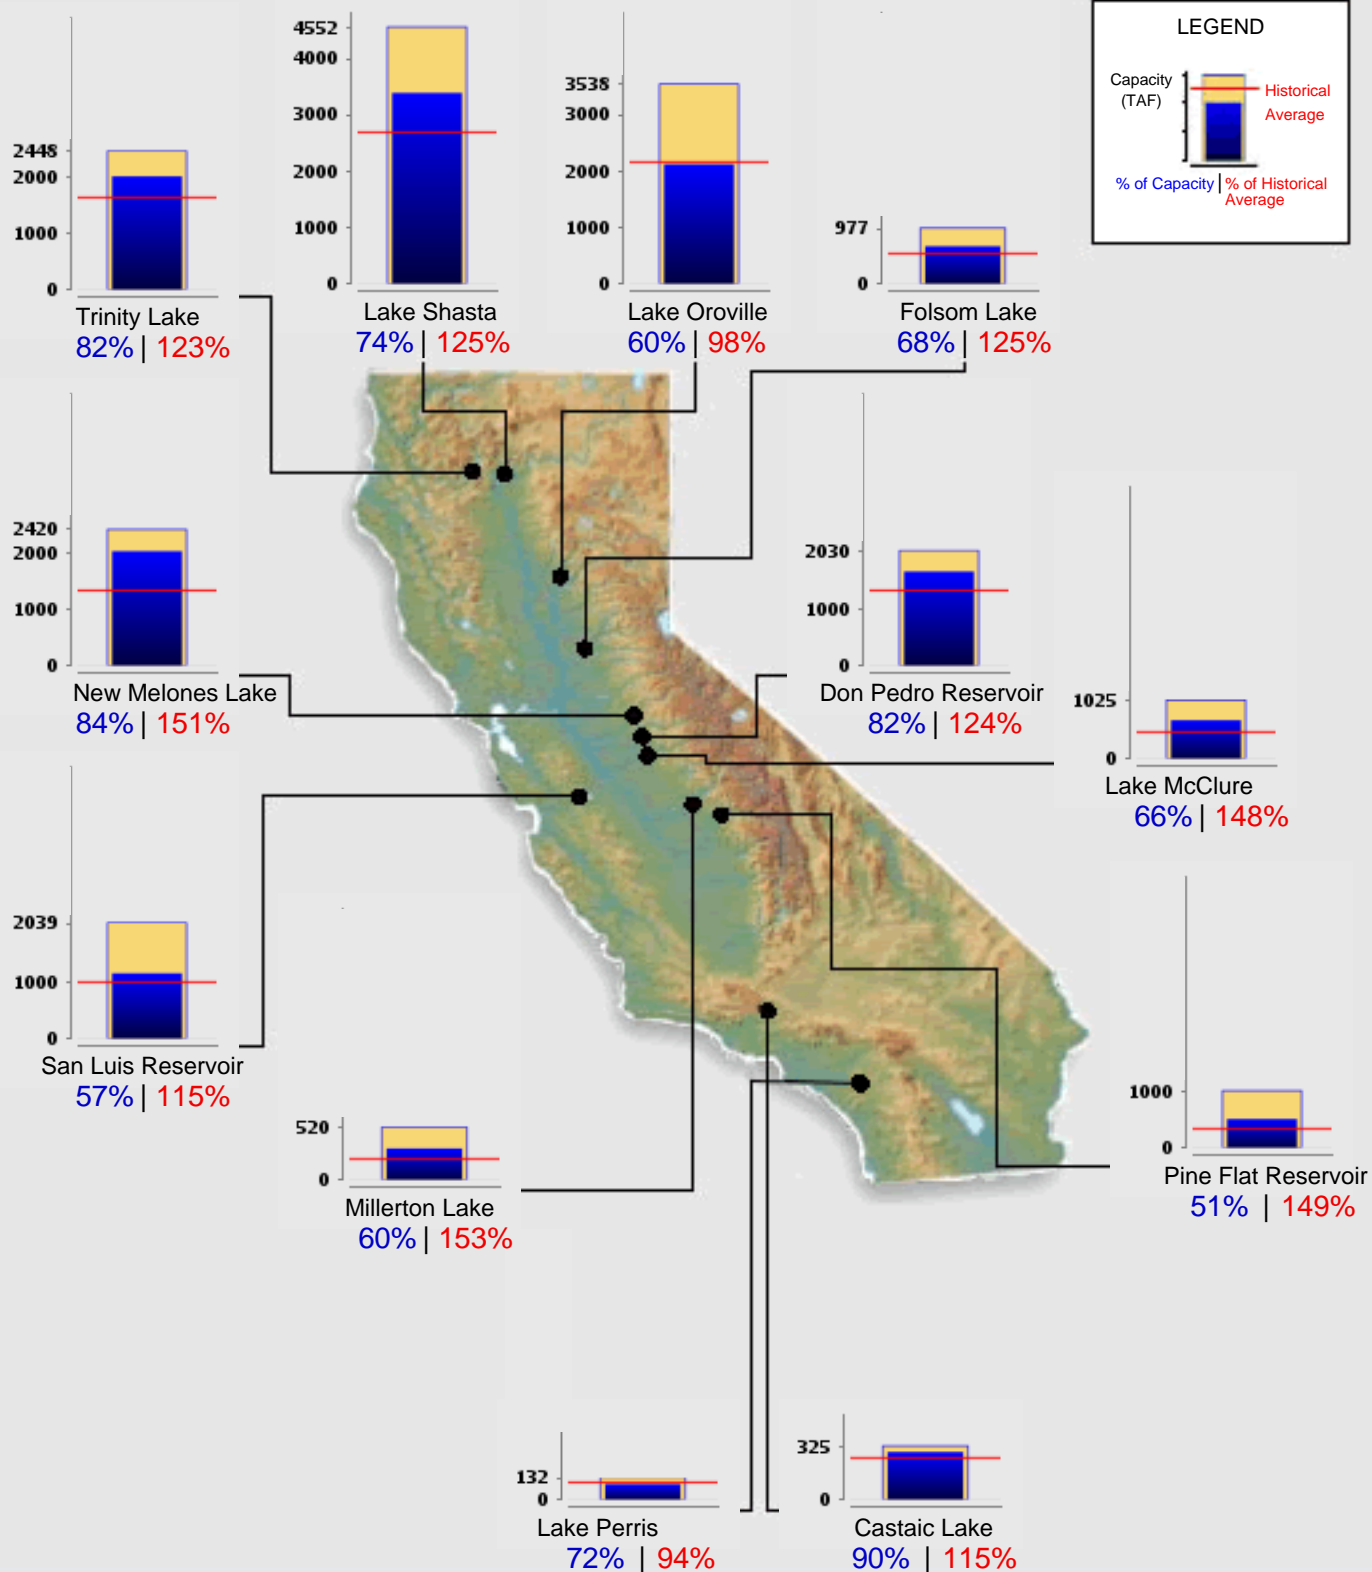 LEGEND
Capacity
(TAF)
Historical
Average
% of Capacity | % of Historical
Average
2448
2000
1000
0
Trinity Lake
82% | 123%
4552
4000
3000
2000
1000
0
Lake Shasta
74% | 125%
3538
3000
2000
1000
0
Lake Oroville
60% | 98%
977
0
Folsom Lake
68% | 125%
2420
2000
1000
0
New Melones Lake
84% | 151%
2030
1000
0
Don Pedro Reservoir
82% | 124%
1025
0
Lake McClure
66% | 148%
2039
1000
0
San Luis Reservoir
57% | 115%
520
0
Millerton Lake
60% | 153%
1000
0
Pine Flat Reservoir
51% | 149%
132
0
Lake Perris
72% | 94%
325
0
Castaic Lake
90% | 115%